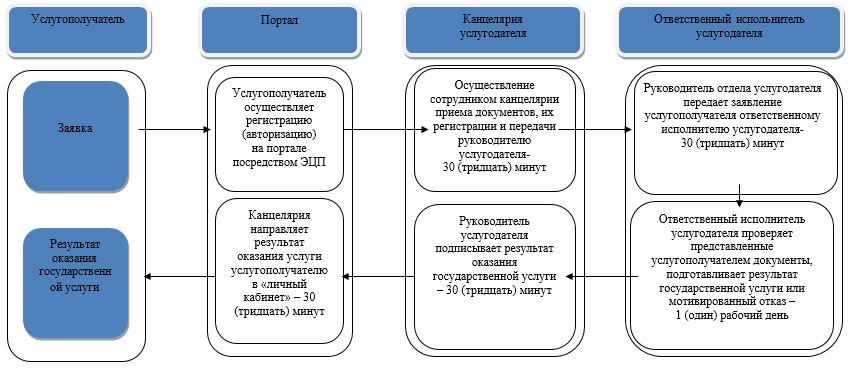 Услугополучатель
Портал
Канцелярия
услугодателя
Ответственный испольнитель
услугодателя
Заявка
Услугополучатель
осуществляет
регистрацию
(авторизацию)
на портале
посредством ЭЦП
Осуществление
сотрудником канцелярии
приема документов, их
регистрации и передачи
руководителю
услугодателя-
30 (тридцать) минут
Руководитель отдела услугодателя
передает заявление
услугополучателя ответственному
исполнителю услугодателя-
30 (тридцать) минут
Результат
оказания
государственн
ой услуги
Канцелярия
направляет
результат
оказания услуги
услугополучателю
в «личный
кабинет» – 30
(тридцать) минут
Руководитель
услугодателя
подписывает результат
оказания
государственной услуги
– 30 (тридцать) минут
Ответственный исполнитель
услугодателя проверяет
представленные
услугополучателем документы,
подготавливает результат
государственной услуги или
мотивированный отказ –
1 (один) рабочий день